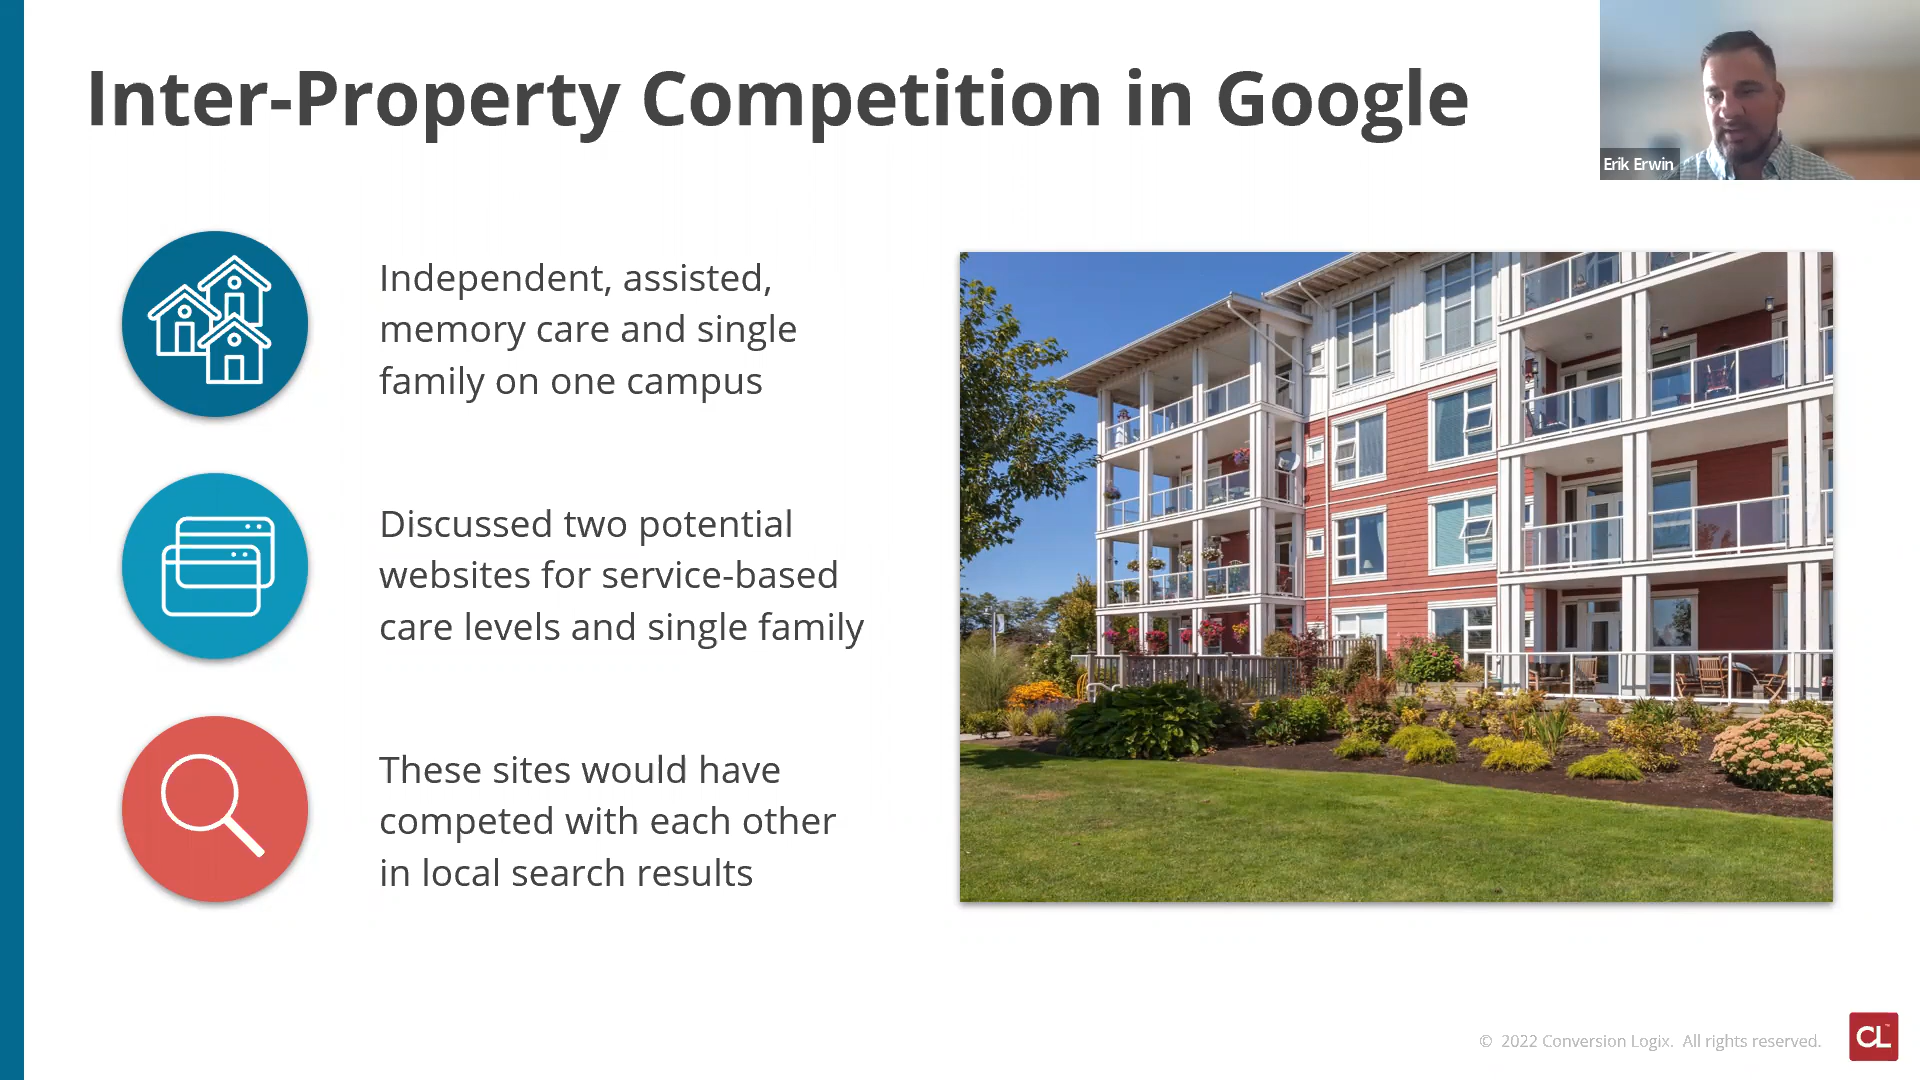 Inter-Property Competition in Google
Erik Erwin
Independent, assisted,
memory care and single
family on one campus
Discussed two potential
websites for service-based
care levels and single family
These sites would have
competed with each other
in local search results
© 2022 Conversion Logix. All rights reserved.
CL